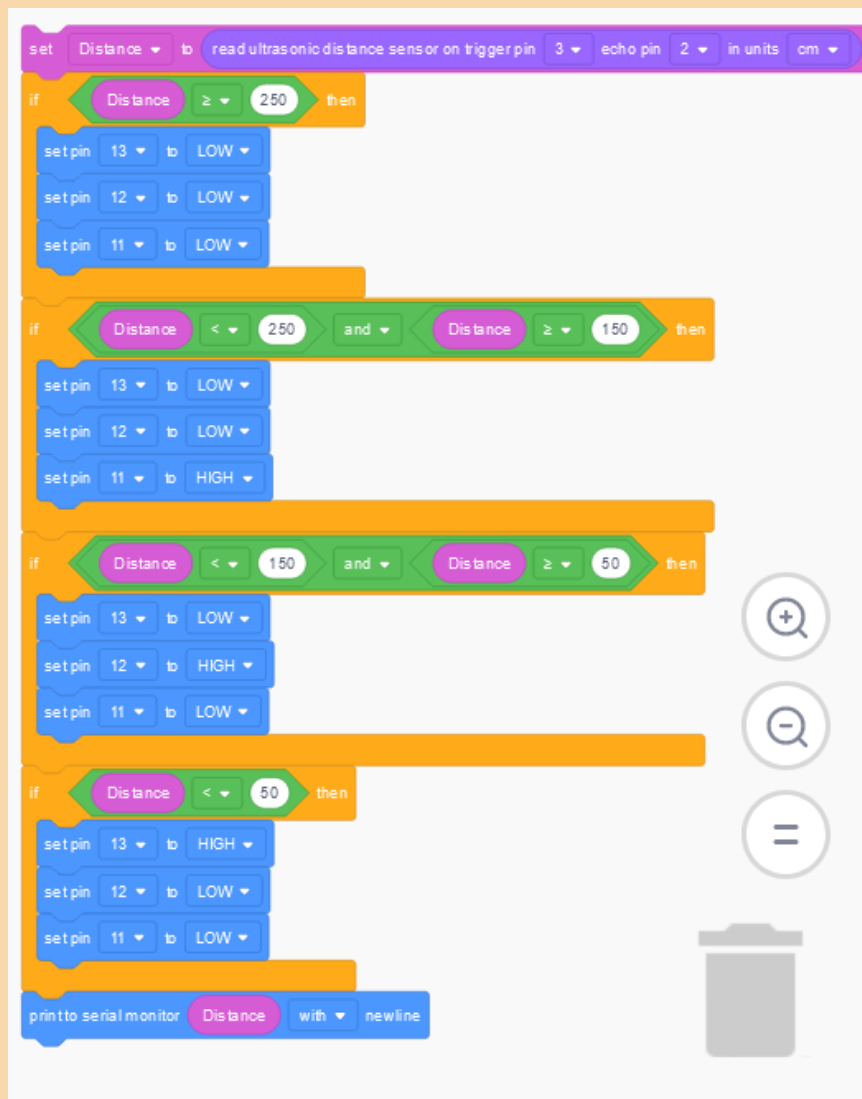 set Distance to read ultrasonic distance sensor on trigger pin 3 echo pin 2 in units cm
if Distance ≥ 250 then
set pin 13 to LOW
set pin 12 to LOW
set pin 11 to LOW
if Distance < 250 and Distance ≥ 150 then
set pin 13 to LOW
set pin 12 to LOW
set pin 11 to HIGH
if Distance < 150 and Distance ≥ 50 then
set pin 13 to LOW
set pin 12 to HIGH
set pin 11 to LOW
if Distance < 50 then
set pin 13 to HIGH
set pin 12 to LOW
set pin 11 to LOW
print to serial monitor Distance with newline